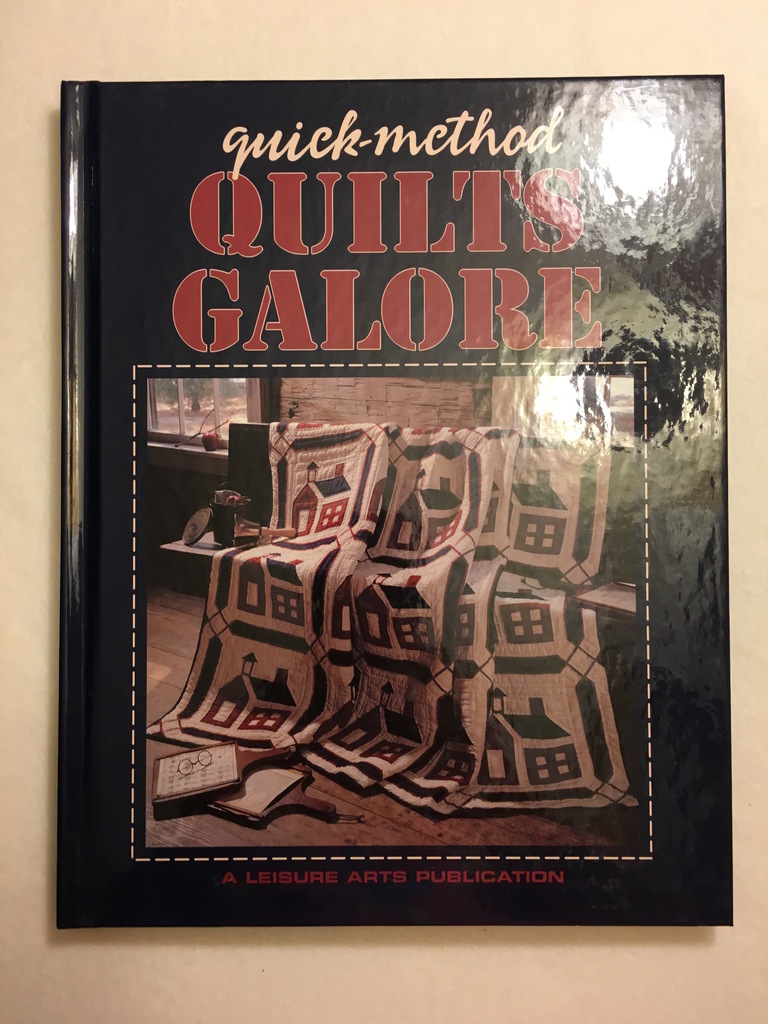 quick-method
QUILTS
GALORE
A LEISURE ARTS PUBLICATION